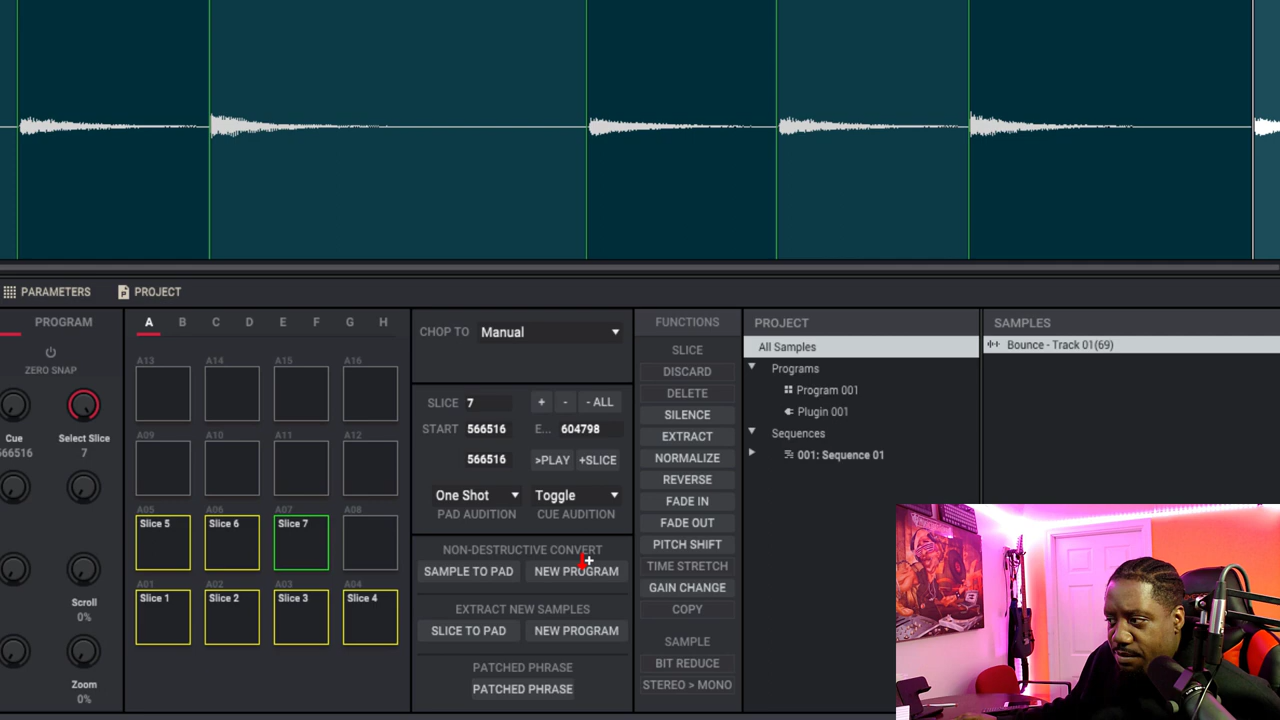 PARAMETERS
PROJECT
PROGRAM
ZERO SNAP
Cue
566516
Select Slice
7
Scroll
0%
Zoom
0%
A B C D E F G H
A13 A14 A15 A16
A09 A10 A11 A12
A05 A06 A07 A08
Slice 5 Slice 6 Slice 7
A01 A02 A03 A04
Slice 1 Slice 2 Slice 3 Slice 4
CHOP TO Manual
SLICE 7 + - - ALL
START 566516 E... 604798
566516 >PLAY +SLICE
One Shot Toggle
PAD AUDITION CUE AUDITION
NON-DESTRUCTIVE CONVERT
SAMPLE TO PAD NEW PROGRAM
EXTRACT NEW SAMPLES
SLICE TO PAD NEW PROGRAM
PATCHED PHRASE
PATCHED PHRASE
FUNCTIONS
SLICE
DISCARD
DELETE
SILENCE
EXTRACT
NORMALIZE
REVERSE
FADE IN
FADE OUT
PITCH SHIFT
TIME STRETCH
GAIN CHANGE
COPY
SAMPLE
BIT REDUCE
STEREO > MONO
PROJECT
All Samples
Programs
Program 001
Plugin 001
Sequences
001: Sequence 01
SAMPLES
Bounce - Track 01(69)